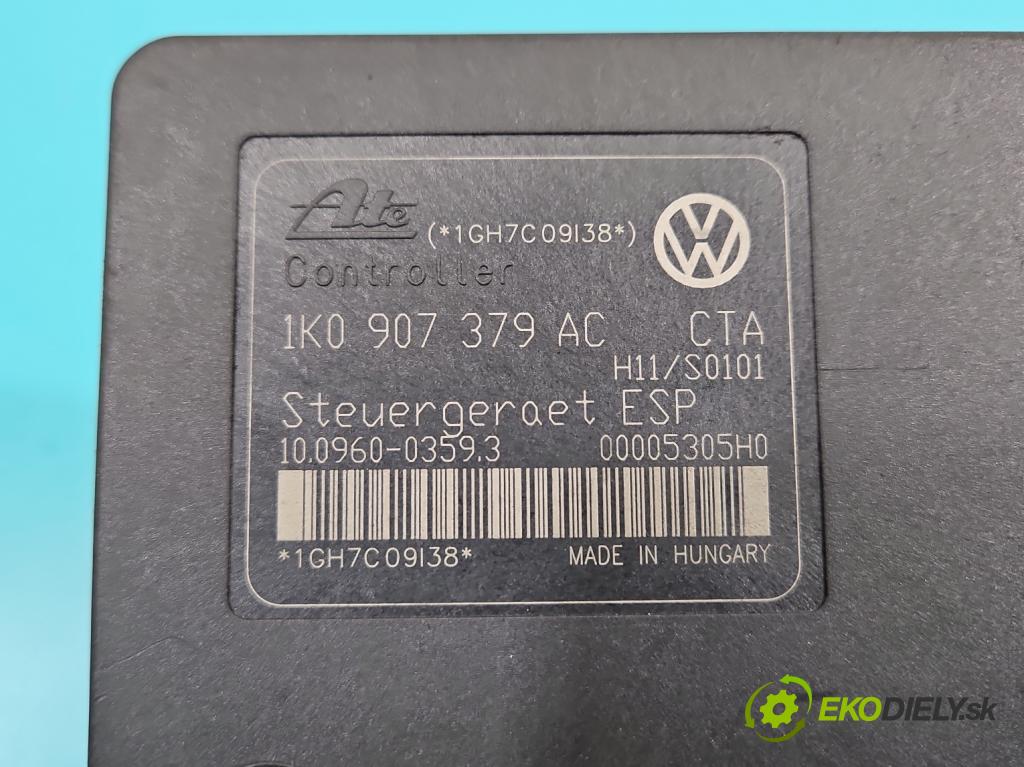 Ate (*1GH7C09I38*)
Controller
1K0 907 379 AC CTA
H11/S0101
Steuergeraet ESP
10.0960-0359.3 00005305H0
*1GH7C09I38* MADE IN HUNGARY
EKODIELY.sk